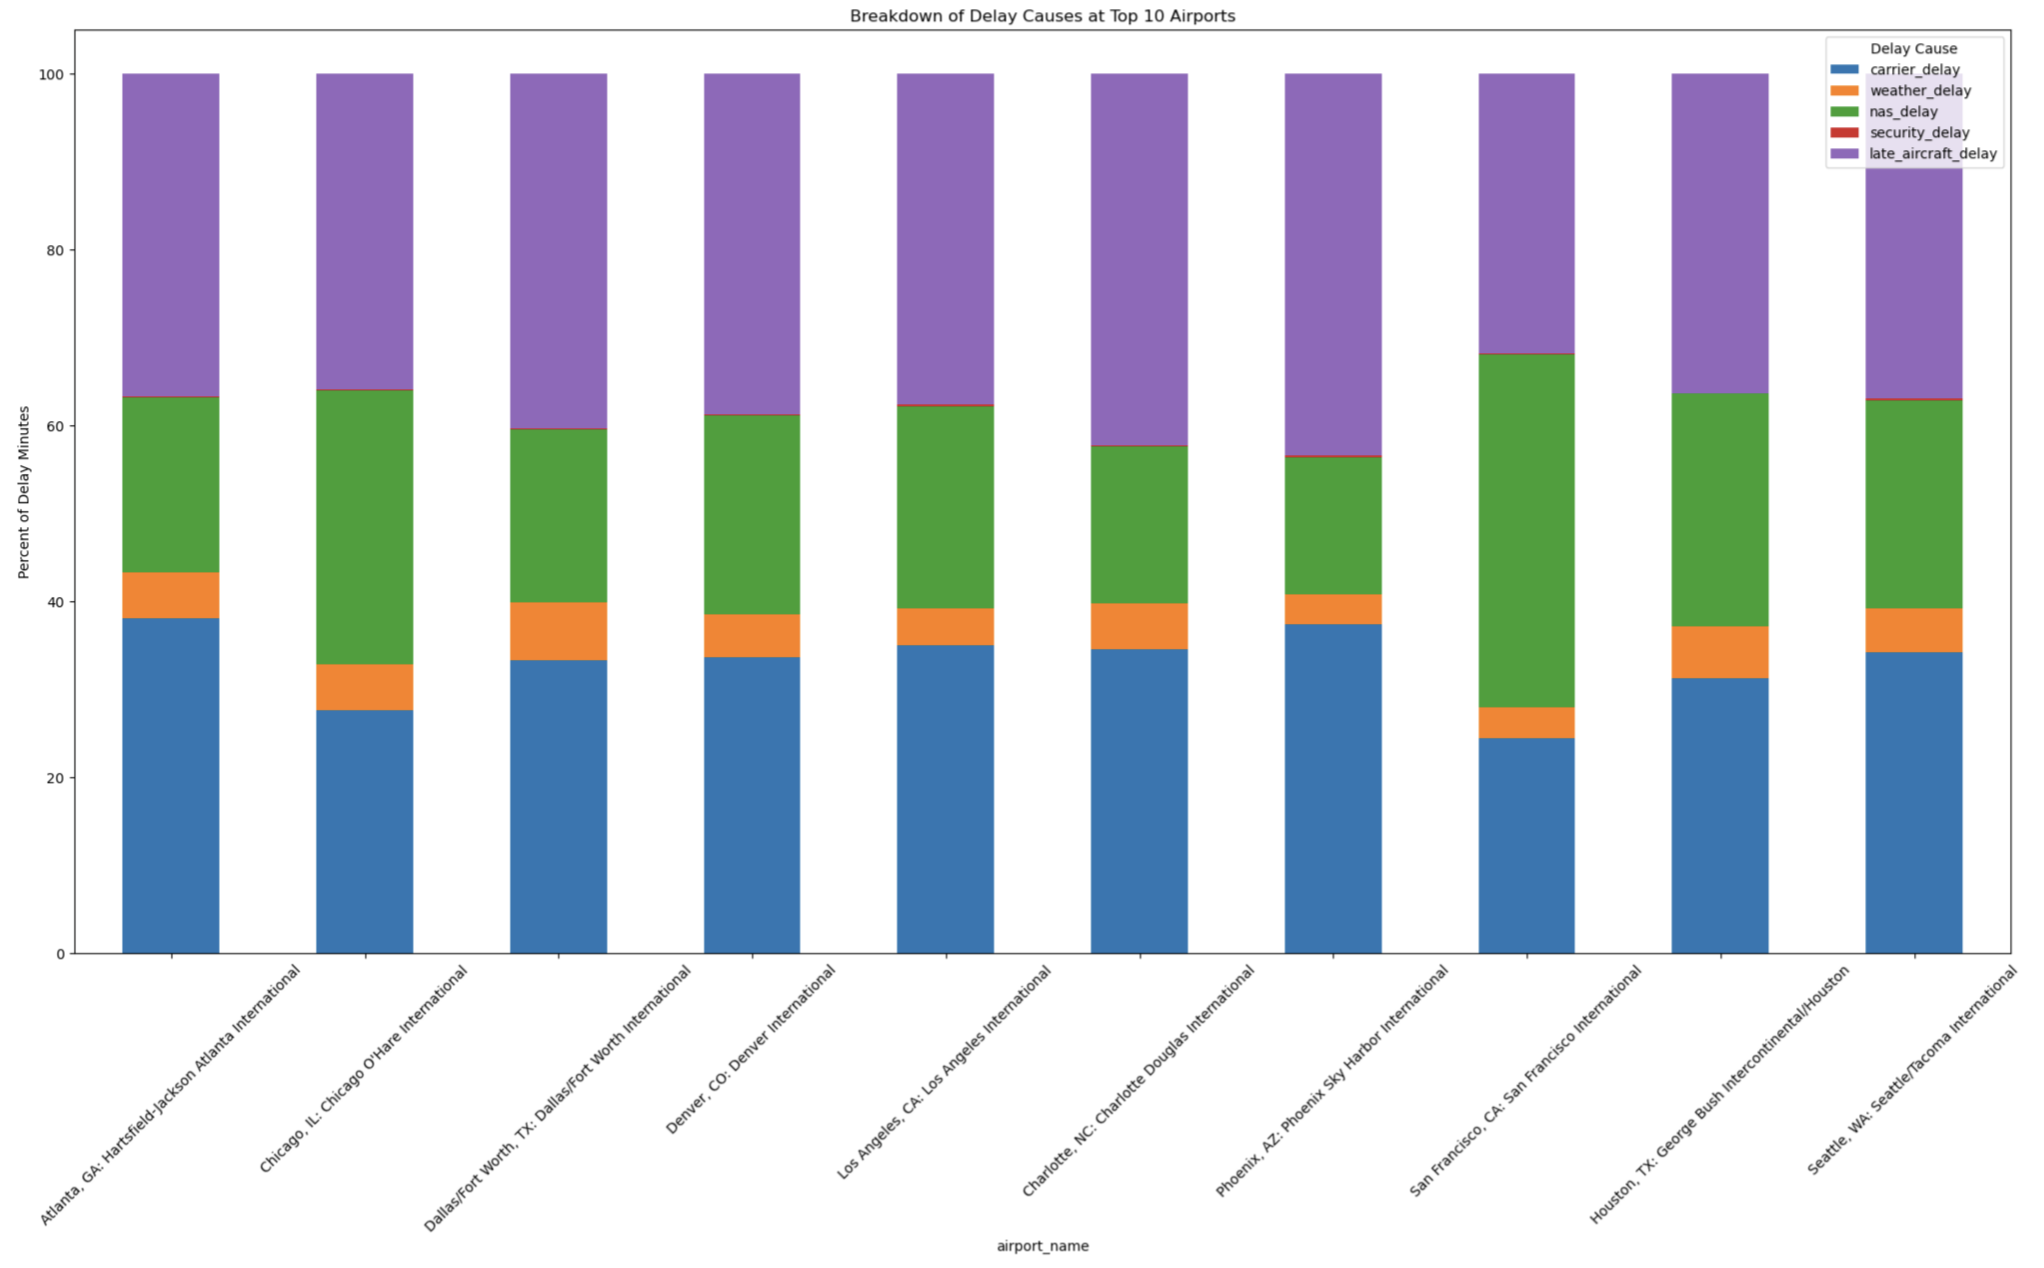 Breakdown of Delay Causes at Top 10 Airports
Delay Cause
carrier_delay
weather_delay
nas_delay
security_delay
late_aircraft_delay
Percent of Delay Minutes
100
80
60
40
20
0
Atlanta, GA: Hartsfield-Jackson Atlanta International
Chicago, IL: Chicago O'Hare International
Dallas/Fort Worth, TX: Dallas/Fort Worth International
Denver, CO: Denver International
Los Angeles, CA: Los Angeles International
Charlotte, NC: Charlotte Douglas International
Phoenix, AZ: Phoenix Sky Harbor International
San Francisco, CA: San Francisco International
Houston, TX: George Bush Intercontinental/Houston
Seattle, WA: Seattle/Tacoma International
airport_name